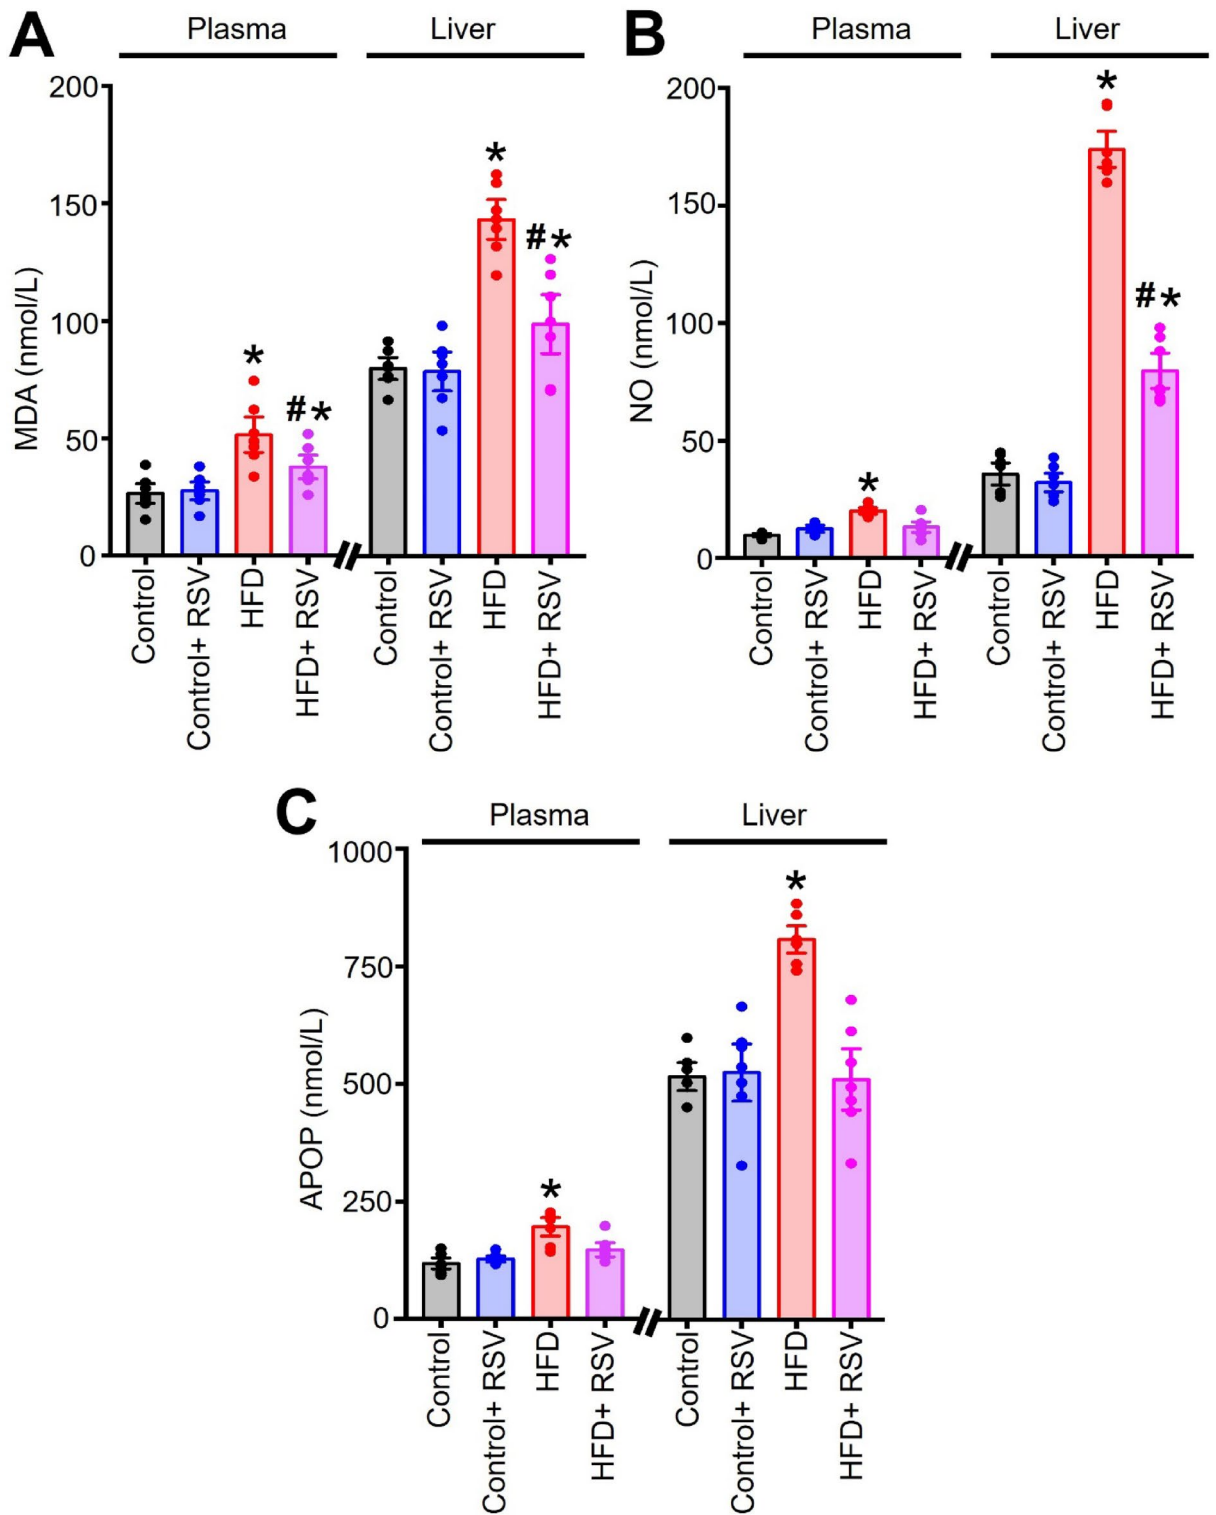 A
Plasma
Liver
MDA (nmol/L)
200
150
100
50
0
*
#*
*
#*
Control
Control+ RSV
HFD
HFD+ RSV
Control
Control+ RSV
HFD
HFD+ RSV
B
Plasma
Liver
NO (nmol/L)
200
150
100
50
0
*
*
#*
Control
Control+ RSV
HFD
HFD+ RSV
Control
Control+ RSV
HFD
HFD+ RSV
C
Plasma
Liver
APOP (nmol/L)
1000
750
500
250
0
*
*
Control
Control+ RSV
HFD
HFD+ RSV
Control
Control+ RSV
HFD
HFD+ RSV